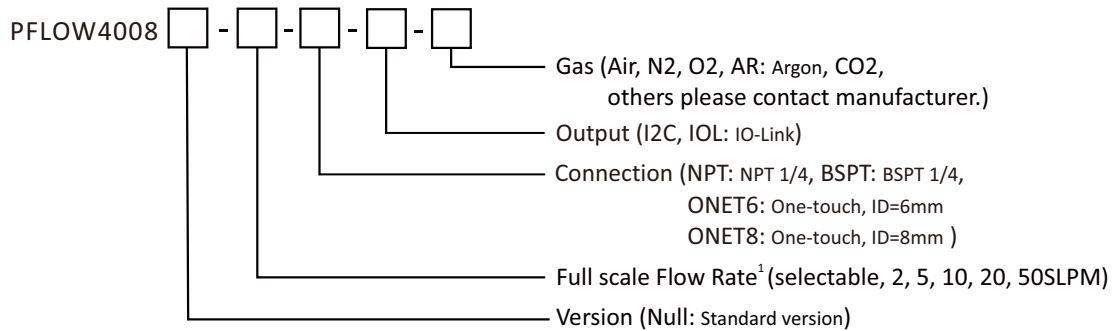 PFLOW4008 - - - -
Gas (Air, N2, O2, AR: Argon, CO2,
others please contact manufacturer.)
Output (I2C, IOL: IO-Link)
Connection (NPT: NPT 1/4, BSPT: BSPT 1/4,
ONET6: One-touch, ID=6mm
ONET8: One-touch, ID=8mm )
Full scale Flow Rate¹ (selectable, 2, 5, 10, 20, 50SLPM)
Version (Null: Standard version)